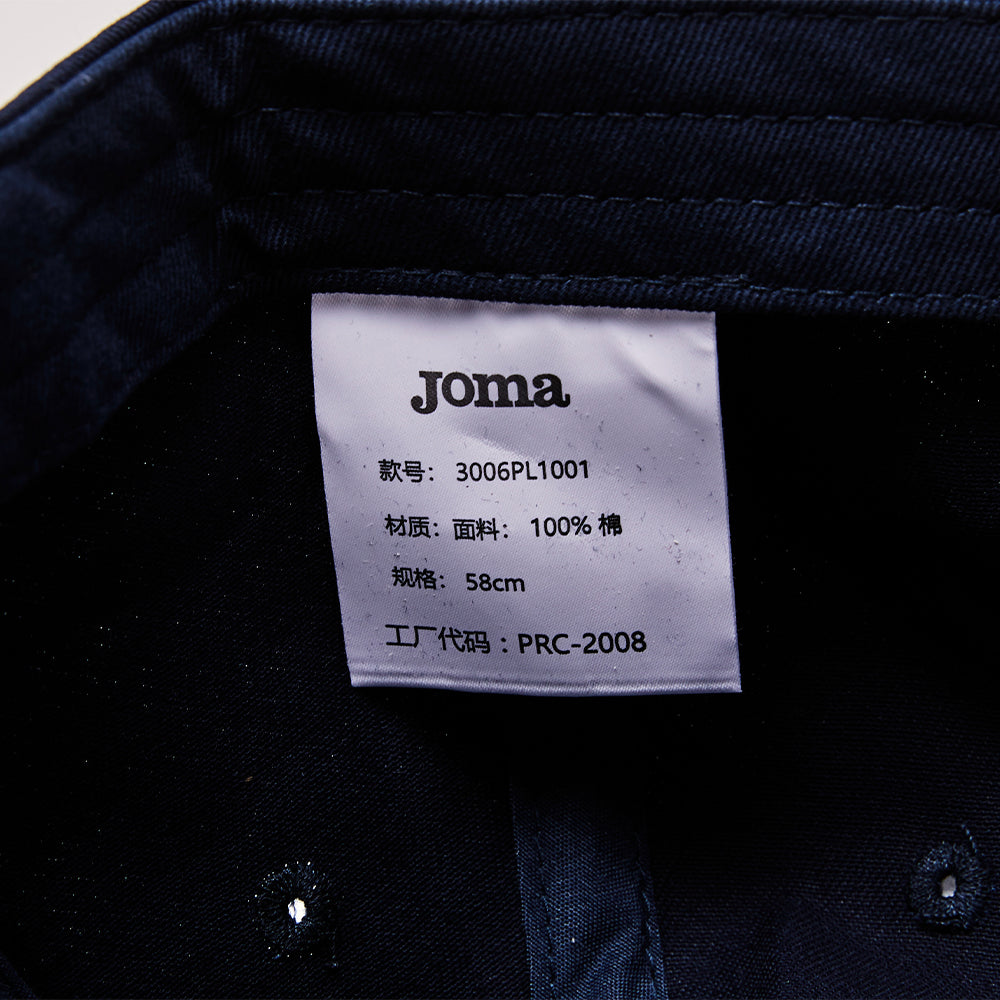 Joma
款号： 3006PL1001
材质：面料： 100% 棉
规格： 58cm
工厂代码：PRC-2008